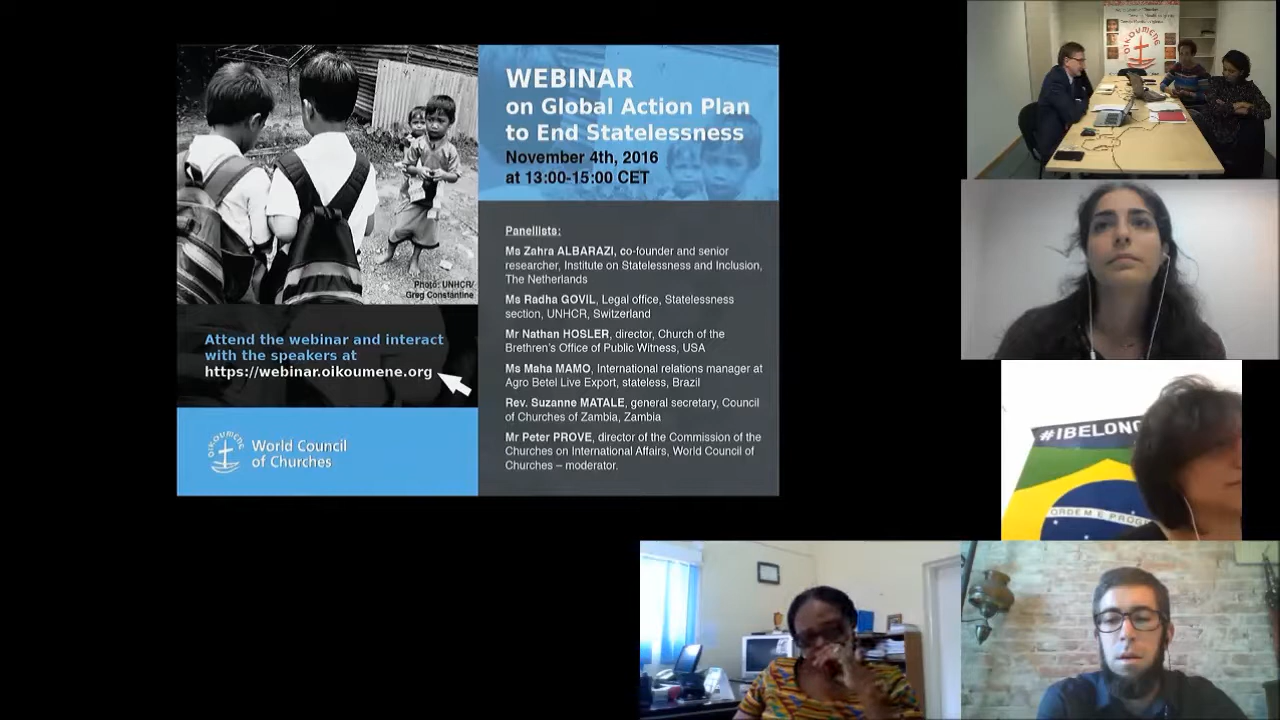 WEBINAR
on Global Action Plan
to End Statelessness
November 4th, 2016
at 13:00-15:00 CET
Photo: UNHCR/
Greg Constantine
Attend the webinar and interact
with the speakers at
https://webinar.oikoumene.org
OIKOUMENE
World Council
of Churches
Panellists:
Ms Zahra ALBARAZI, co-founder and senior
researcher, Institute on Statelessness and Inclusion,
The Netherlands
Ms Radha GOVIL, Legal office, Statelessness
section, UNHCR, Switzerland
Mr Nathan HOSLER, director, Church of the
Brethren's Office of Public Witness, USA
Ms Maha MAMO, International relations manager at
Agro Betel Live Export, stateless, Brazil
Rev. Suzanne MATALE, general secretary, Council
of Churches of Zambia, Zambia
Mr Peter PROVE, director of the Commission of the
Churches on International Affairs, World Council of
Churches – moderator.
OIKOUMENE
#IBELONG
ORDEM E PROG